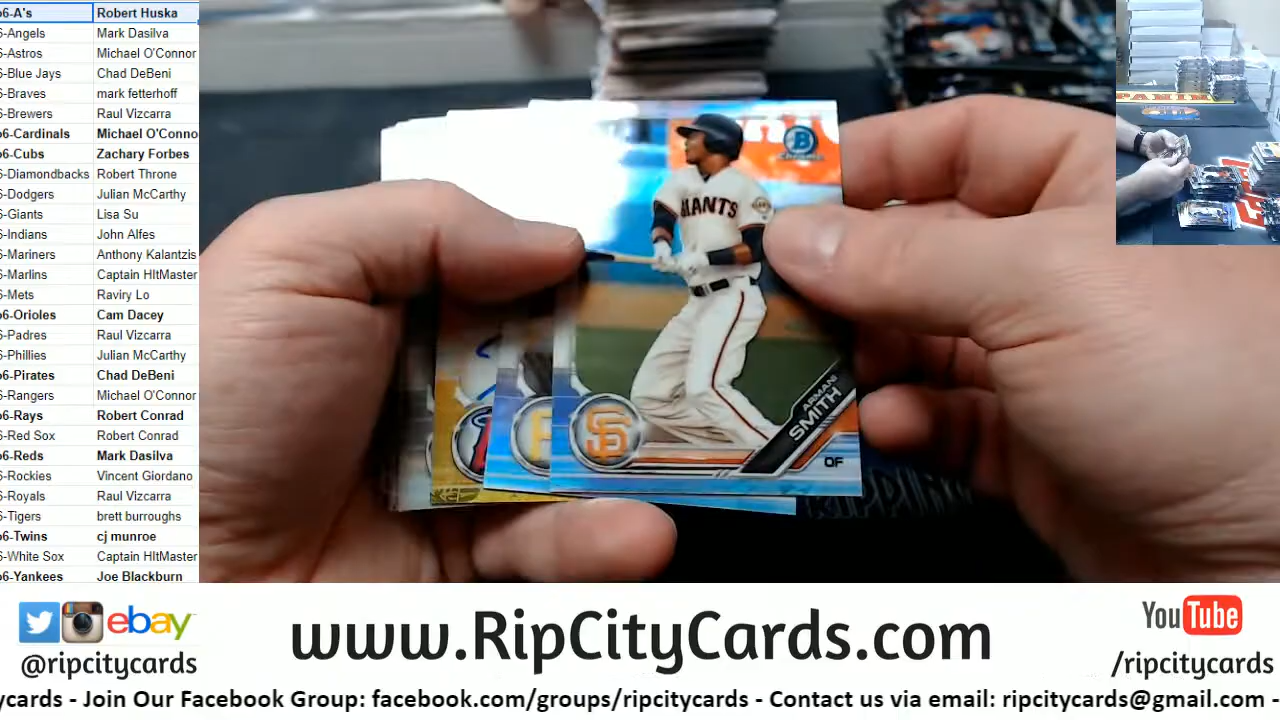 6-A's Robert Huska
6-Angels Mark Dasilva
6-Astros Michael O'Connor
6-Blue Jays Chad DeBeni
6-Braves mark fetterhoff
6-Brewers Raul Vizcarra
6-Cardinals Michael O'Conno
6-Cubs Zachary Forbes
6-Diamondbacks Robert Throne
6-Dodgers Julian McCarthy
6-Giants Lisa Su
6-Indians John Alfes
6-Mariners Anthony Kalantzis
6-Marlins Captain HItMaster
6-Mets Raviry Lo
6-Orioles Cam Dacey
6-Padres Raul Vizcarra
6-Phillies Julian McCarthy
6-Pirates Chad DeBeni
6-Rangers Michael O'Connor
6-Rays Robert Conrad
6-Red Sox Robert Conrad
6-Reds Mark Dasilva
6-Rockies Vincent Giordano
6-Royals Raul Vizcarra
6-Tigers brett burroughs
6-Twins cj munroe
6-White Sox Captain HItMaster
6-Yankees Joe Blackburn
B
Chrome
GIANTS
SF
ARMANI
SMITH
OF
PANINI
ebay
@ripcitycards
www.RipCityCards.com
YouTube
/ripcitycards
ycards - Join Our Facebook Group: facebook.com/groups/ripcitycards - Contact us via email: ripcitycards@gmail.com -